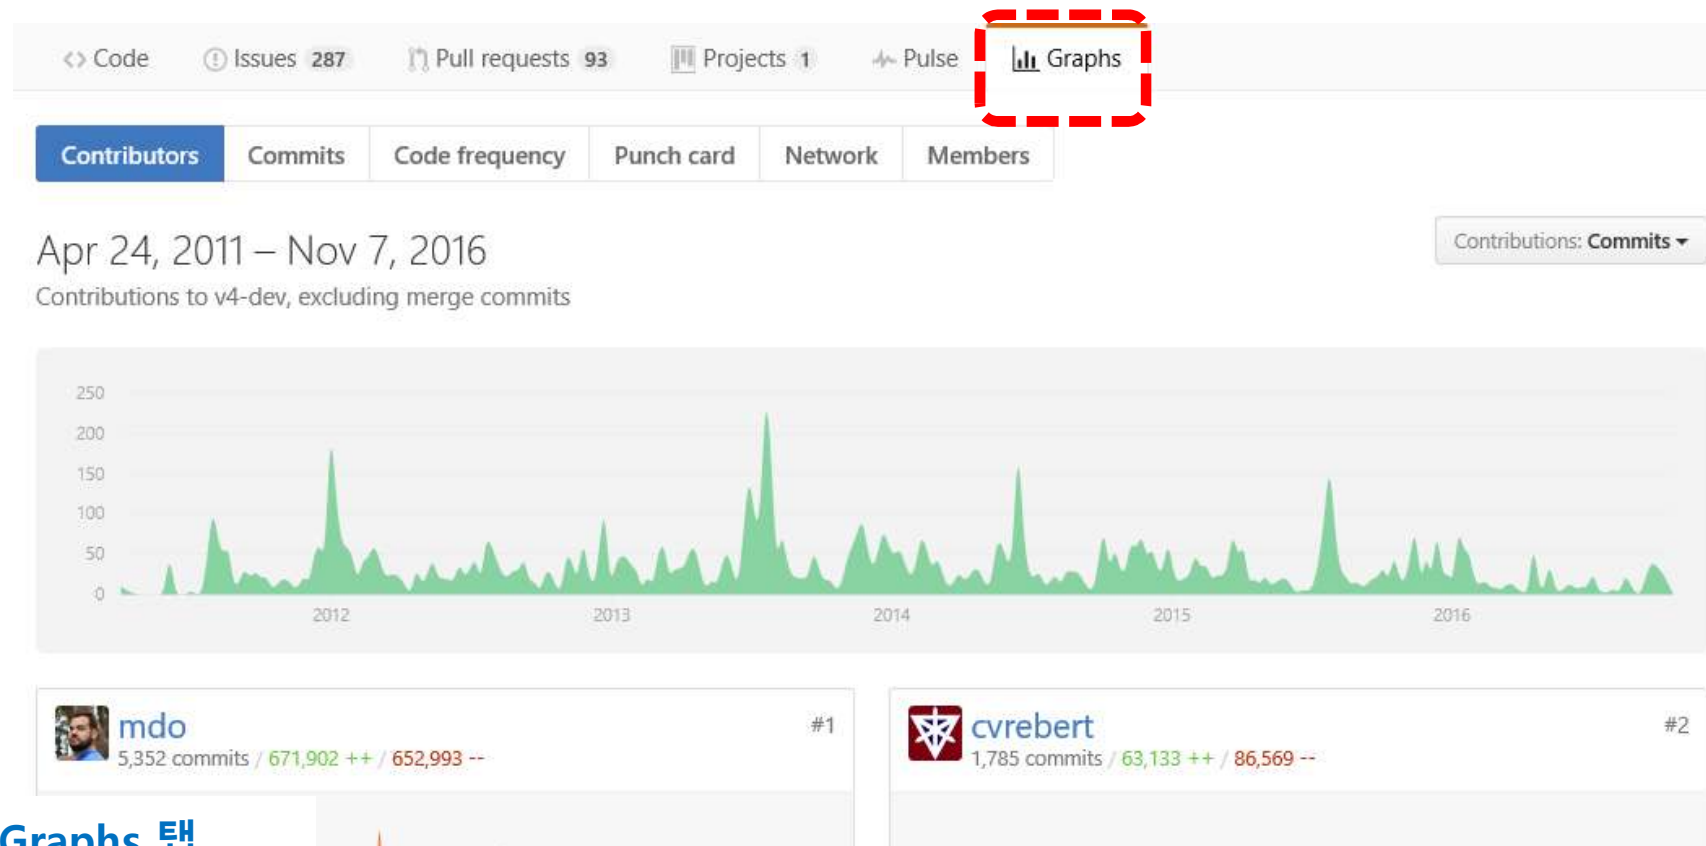 Code Issues 287 Pull requests 93 Projects 1 Pulse Graphs
Contributors Commits Code frequency Punch card Network Members
Apr 24, 2011 – Nov 7, 2016
Contributions: Commits
Contributions to v4-dev, excluding merge commits
250
200
150
100
50
0
2012 2013 2014 2015 2016
mdo #1
5,352 commits / 671,902 ++ / 652,993 --
cvrebert #2
1,785 commits / 63,133 ++ / 86,569 --
Graphs 탭